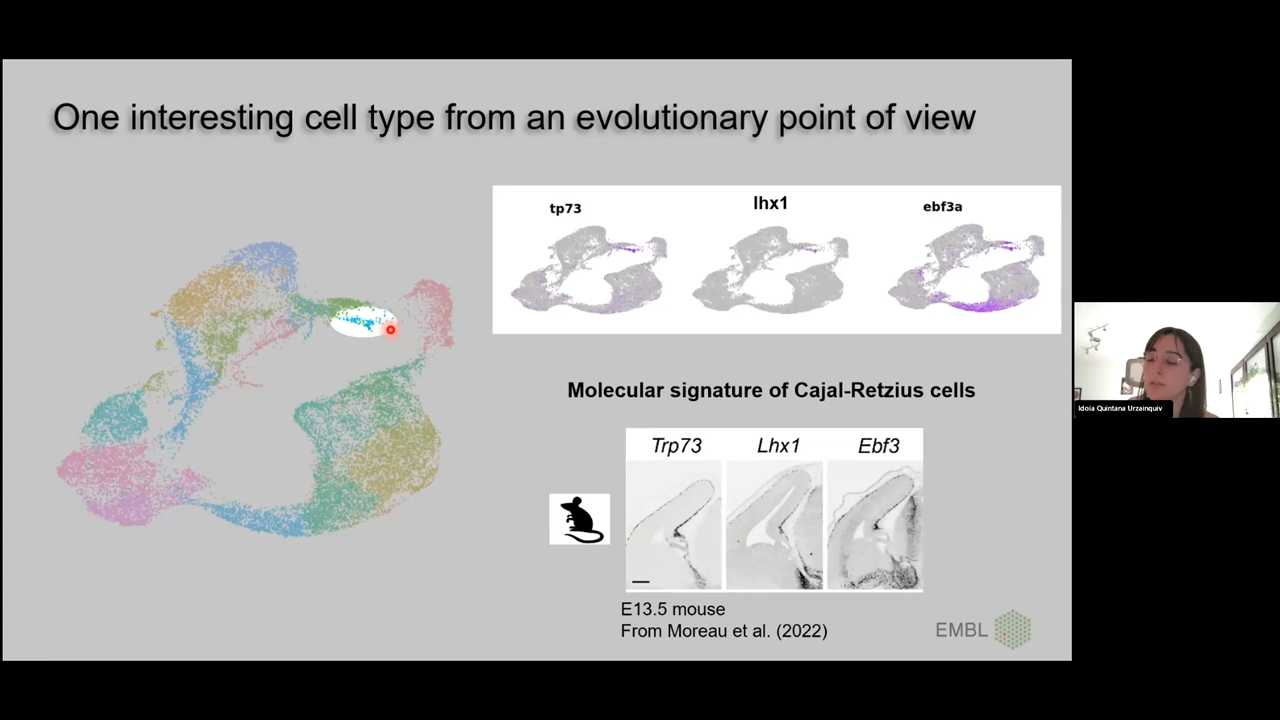 One interesting cell type from an evolutionary point of view
tp73
lhx1
ebf3a
Molecular signature of Cajal-Retzius cells
Trp73
Lhx1
Ebf3
E13.5 mouse
From Moreau et al. (2022)
EMBL
Idoia Quintana Urzainquiv